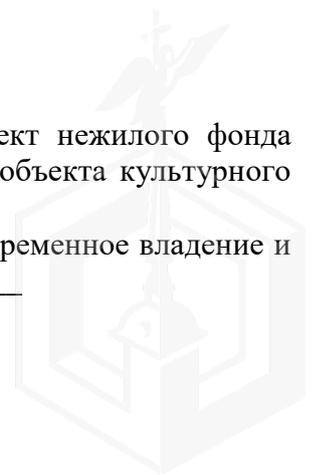 ект нежилого фонда
объекта культурного
ременное владение и